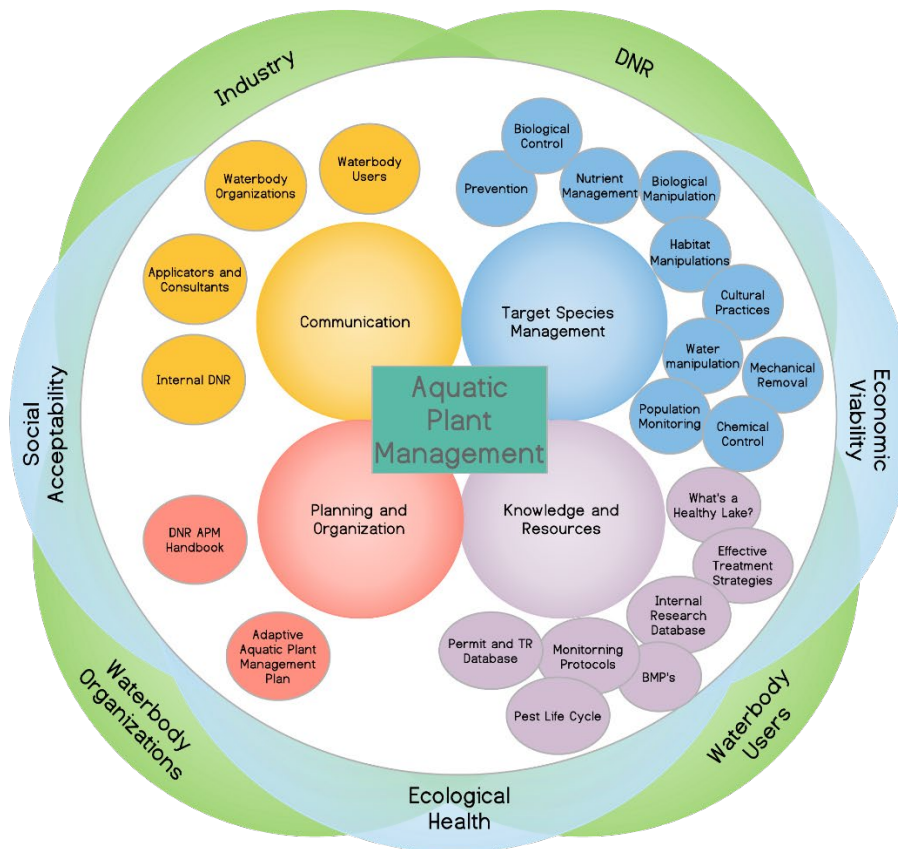 Industry
DNR
Social
Acceptability
Economic
Viability
Waterbody
Organizations
Ecological
Health
Waterbody
Users
Aquatic
Plant
Management
Communication
Waterbody
Users
Waterbody
Organizations
Applicators and
Consultants
Internal DNR
Target Species
Management
Biological
Control
Prevention
Nutrient
Management
Biological
Manipulation
Habitat
Manipulations
Cultural
Practices
Water
manipulation
Mechanical
Removal
Population
Monitoring
Chemical
Control
Planning and
Organization
DNR APM
Handbook
Adaptive
Aquatic Plant
Management
Plan
Knowledge and
Resources
What's a
Healthy Lake?
Effective
Treatment
Strategies
Internal
Research
Database
Permit and TR
Database
Monitorning
Protocols
BMP's
Pest Life Cycle